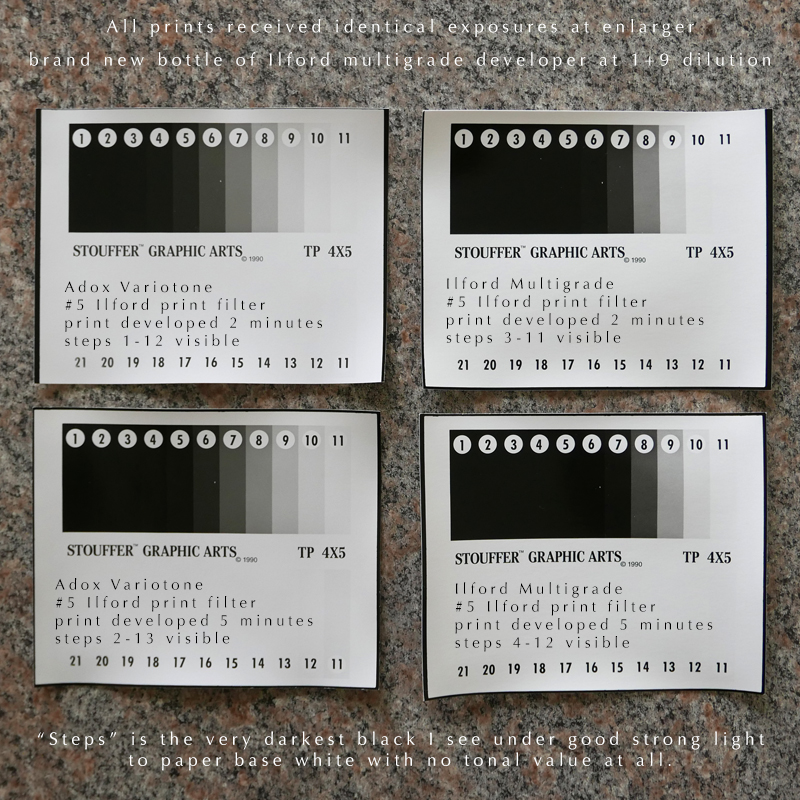 All prints received identical exposures at enlarger
brand new bottle of Ilford multigrade developer at 1+9 dilution
1 2 3 4 5 6 7 8 9 10 11
STOUFFER™ GRAPHIC ARTS © 1990 TP 4X5
Adox Variotone
#5 Ilford print filter
print developed 2 minutes
steps 1-12 visible
21 20 19 18 17 16 15 14 13 12 11
1 2 3 4 5 6 7 8 9 10 11
STOUFFER™ GRAPHIC ARTS © 1990 TP 4X5
Ilford Multigrade
#5 Ilford print filter
print developed 2 minutes
steps 3-11 visible
21 20 19 18 17 16 15 14 13 12 11
1 2 3 4 5 6 7 8 9 10 11
STOUFFER™ GRAPHIC ARTS © 1990 TP 4X5
Adox Variotone
#5 Ilford print filter
print developed 5 minutes
steps 2-13 visible
21 20 19 18 17 16 15 14 13 12 11
1 2 3 4 5 6 7 8 9 10 11
STOUFFER™ GRAPHIC ARTS © 1990 TP 4X5
Ilford Multigrade
#5 Ilford print filter
print developed 5 minutes
steps 4-12 visible
21 20 19 18 17 16 15 14 13 12 11
“Steps” is the very darkest black I see under good strong light
to paper base white with no tonal value at all.